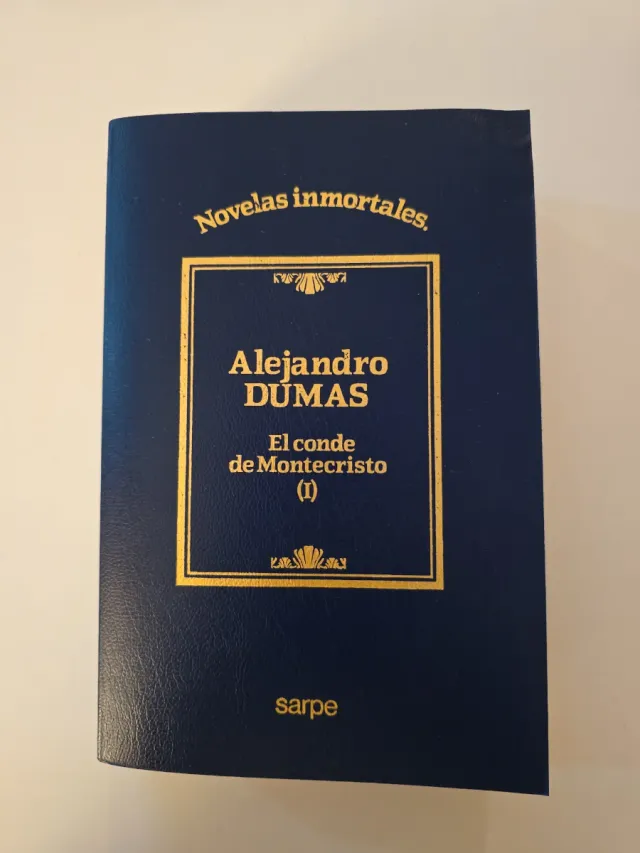 Novelas inmortales.
Alejandro
DUMAS
El conde
de Montecristo
(I)
sarpe